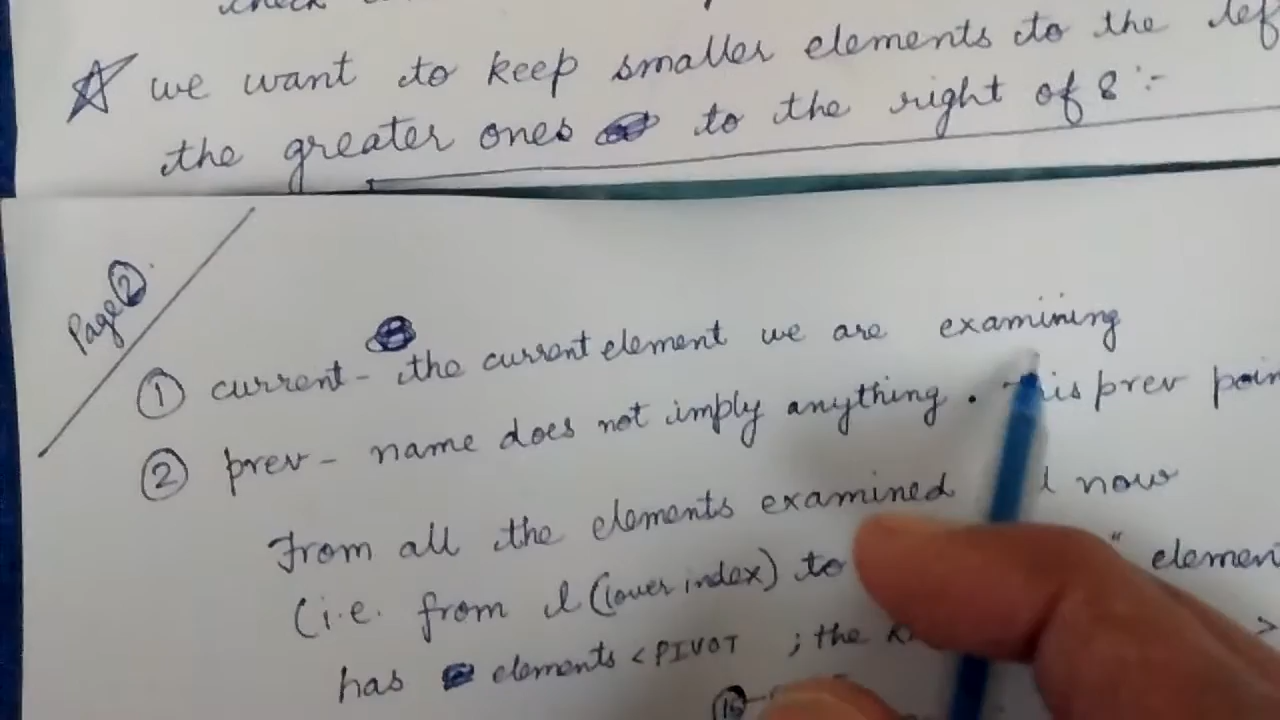 we want to keep smaller elements to the
the greater ones to the right of 8:-
Page 2
① current - the current element we are examining
② prev - name does not imply anything. This prev
From all the elements examined now
(i.e. from l (lower index) to
has elements < PIVOT ; the >
15